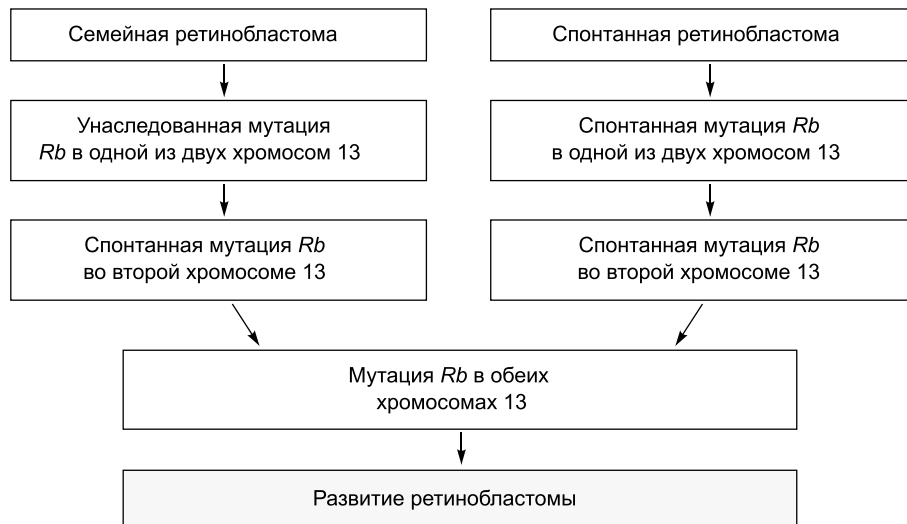 Семейная ретинобластома
Спонтанная ретинобластома
Унаследованная мутация
Rb в одной из двух хромосом 13
Спонтанная мутация Rb
в одной из двух хромосом 13
Спонтанная мутация Rb
во второй хромосоме 13
Спонтанная мутация Rb
во второй хромосоме 13
Мутация Rb в обеих
хромосомах 13
Развитие ретинобластомы